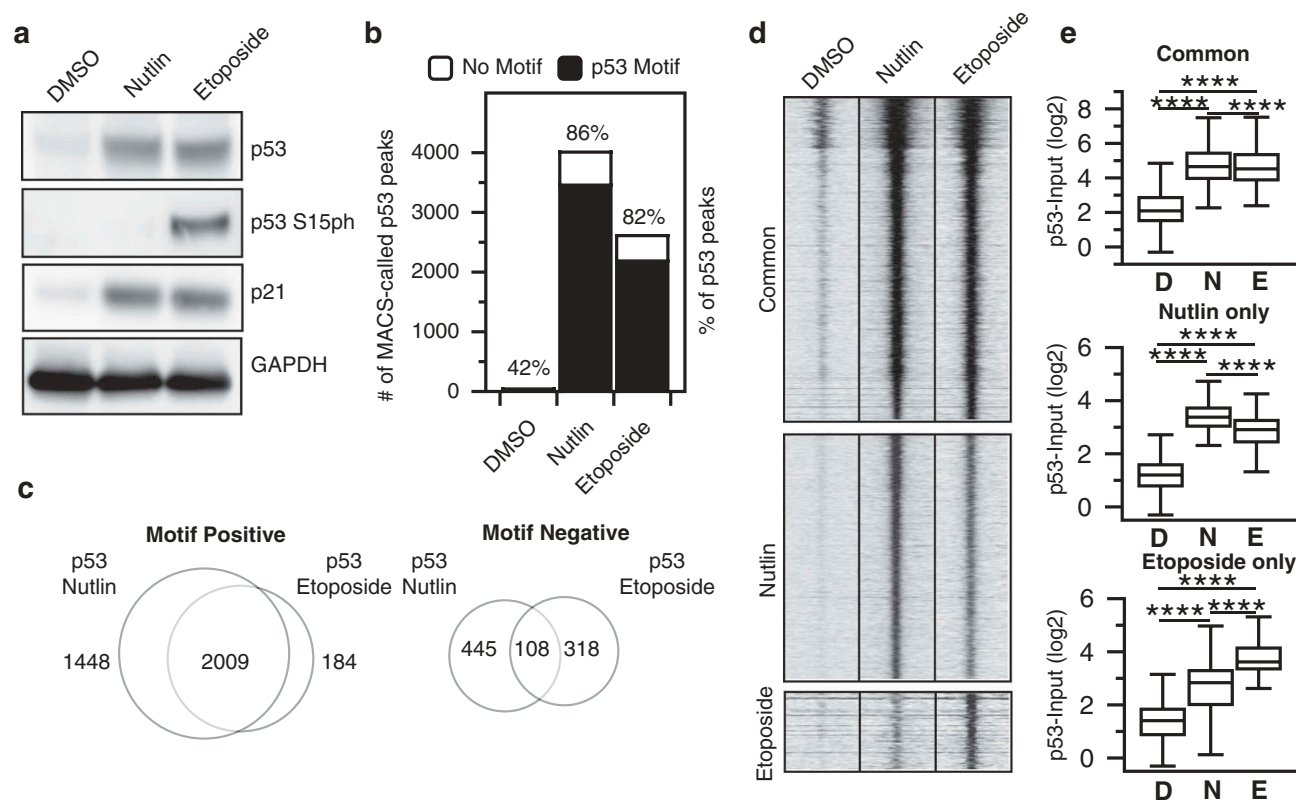 a
DMSO
Nutlin
Etoposide
p53
p53 S15ph
p21
GAPDH
b
No Motif
p53 Motif
# of MACS-called p53 peaks
4000
3000
2000
1000
0
42%
86%
82%
% of p53 peaks
DMSO
Nutlin
Etoposide
c
Motif Positive
p53
Nutlin
p53
Etoposide
1448
2009
184
Motif Negative
p53
Nutlin
p53
Etoposide
445
108
318
d
DMSO
Nutlin
Etoposide
Common
Nutlin
Etoposide
e
Common
****
**** ****
p53-Input (log2)
8
6
4
2
0
D N E
Nutlin only
****
**** ****
p53-Input (log2)
6
4
2
0
D N E
Etoposide only
****
**** ****
p53-Input (log2)
6
4
2
0
D N E